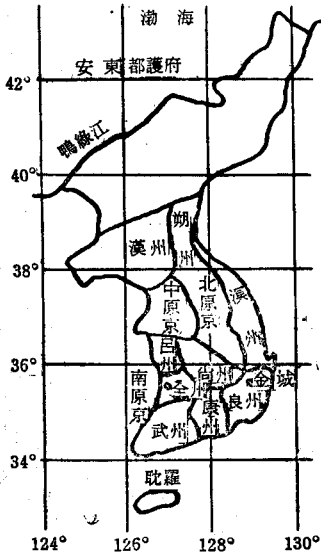 渤海
42°
安東都護府
鴨綠江
40°
朔州
漢州
38°
中原京
北原京
溟州
36°
邑州
尙州
金城
南原京
全
康州
良州
武州
34°
耽羅
124°
126°
128°
130°